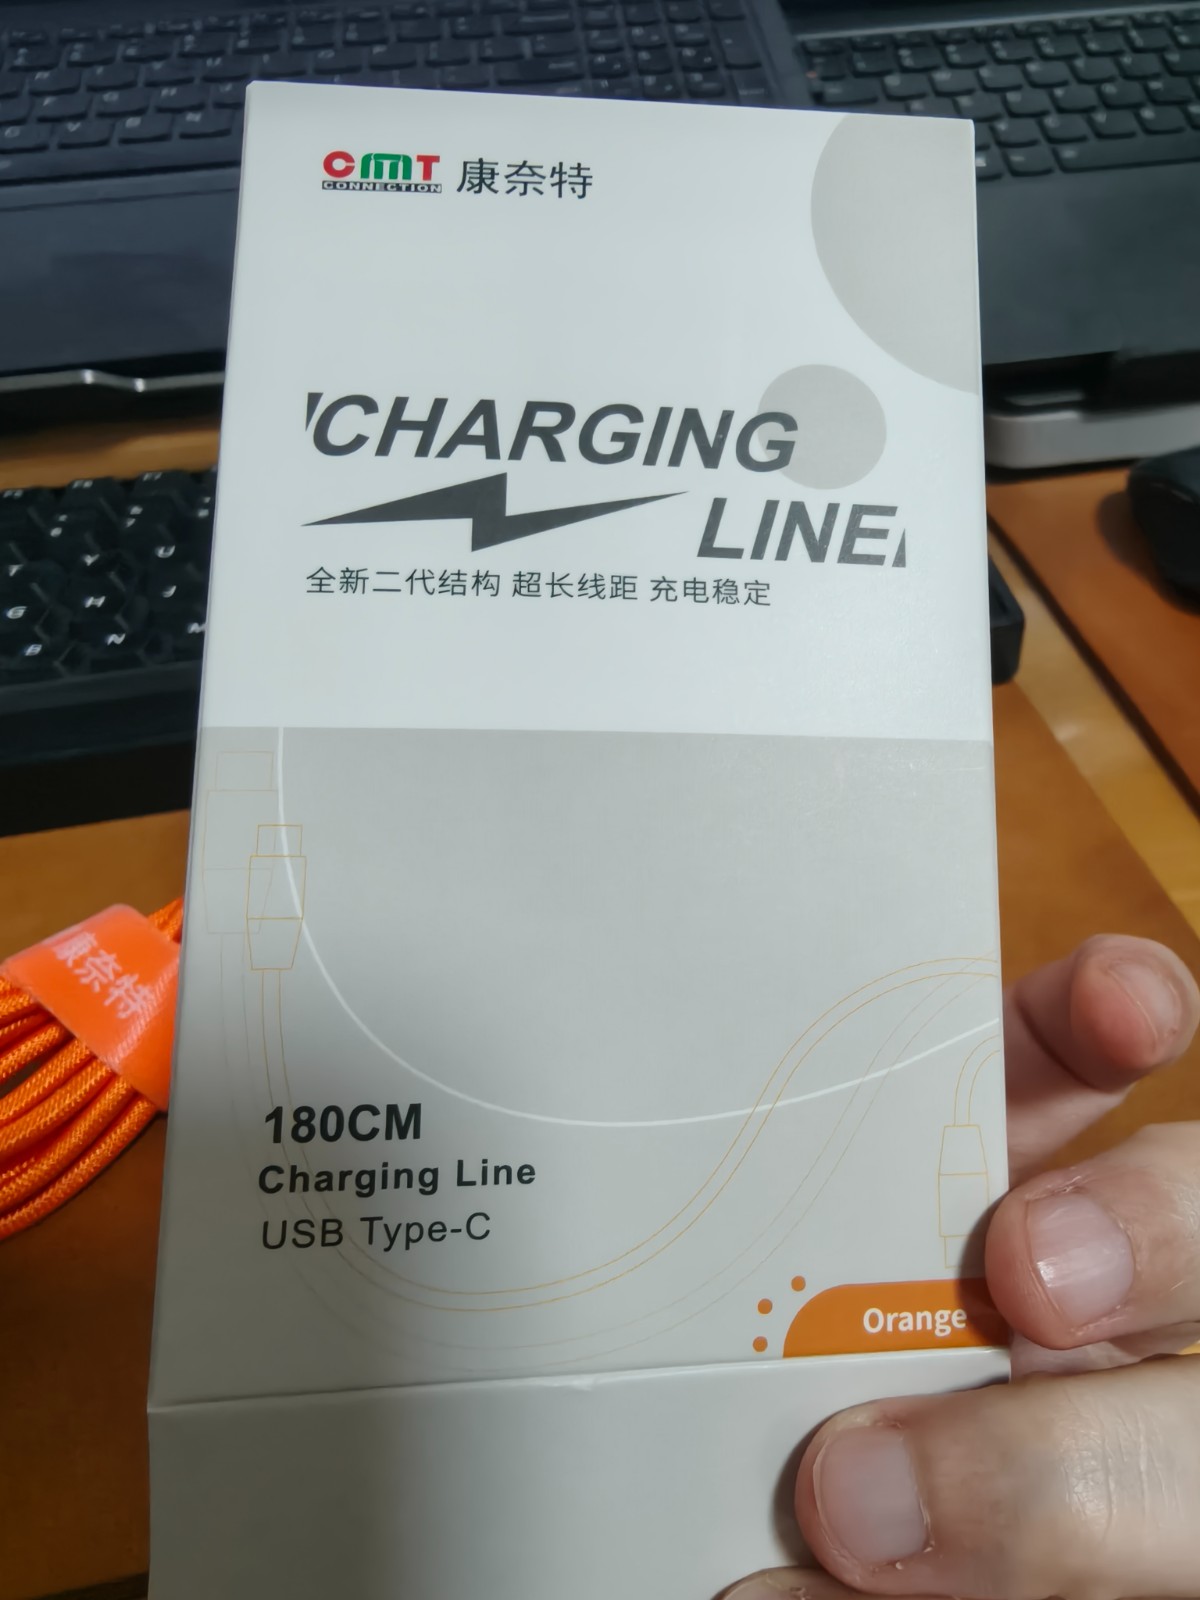 CMT 康奈特
CONNECTION
CHARGING
LINE
全新二代结构 超长线距 充电稳定
康奈特
180CM
Charging Line
USB Type-C
Orange